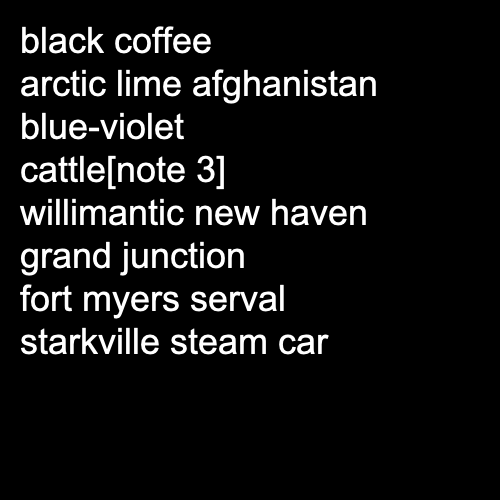 black coffee
arctic lime afghanistan
blue-violet
cattle[note 3]
willimantic new haven
grand junction
fort myers serval
starkville steam car